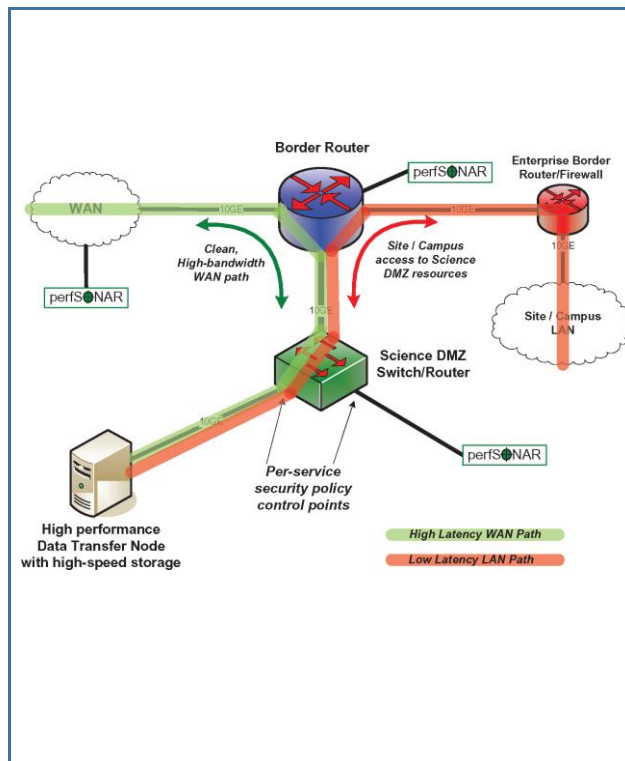 Border Router
perfSONAR
Enterprise Border
Router/Firewall
WAN
10GE
10GE
10GE
Clean,
High-bandwidth
WAN path
Site / Campus
access to Science
DMZ resources
perfSONAR
10GE
Site / Campus
LAN
Science DMZ
Switch/Router
10GE
perfSONAR
Per-service
security policy
control points
High performance
Data Transfer Node
with high-speed storage
High Latency WAN Path
Low Latency LAN Path